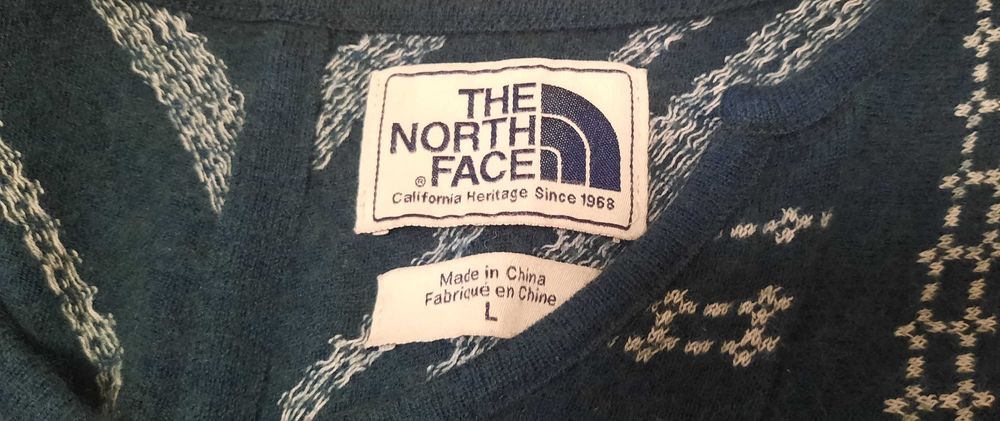 THE
NORTH
FACE
®
California Heritage Since 1968
Made in China
Fabriqué en Chine
L